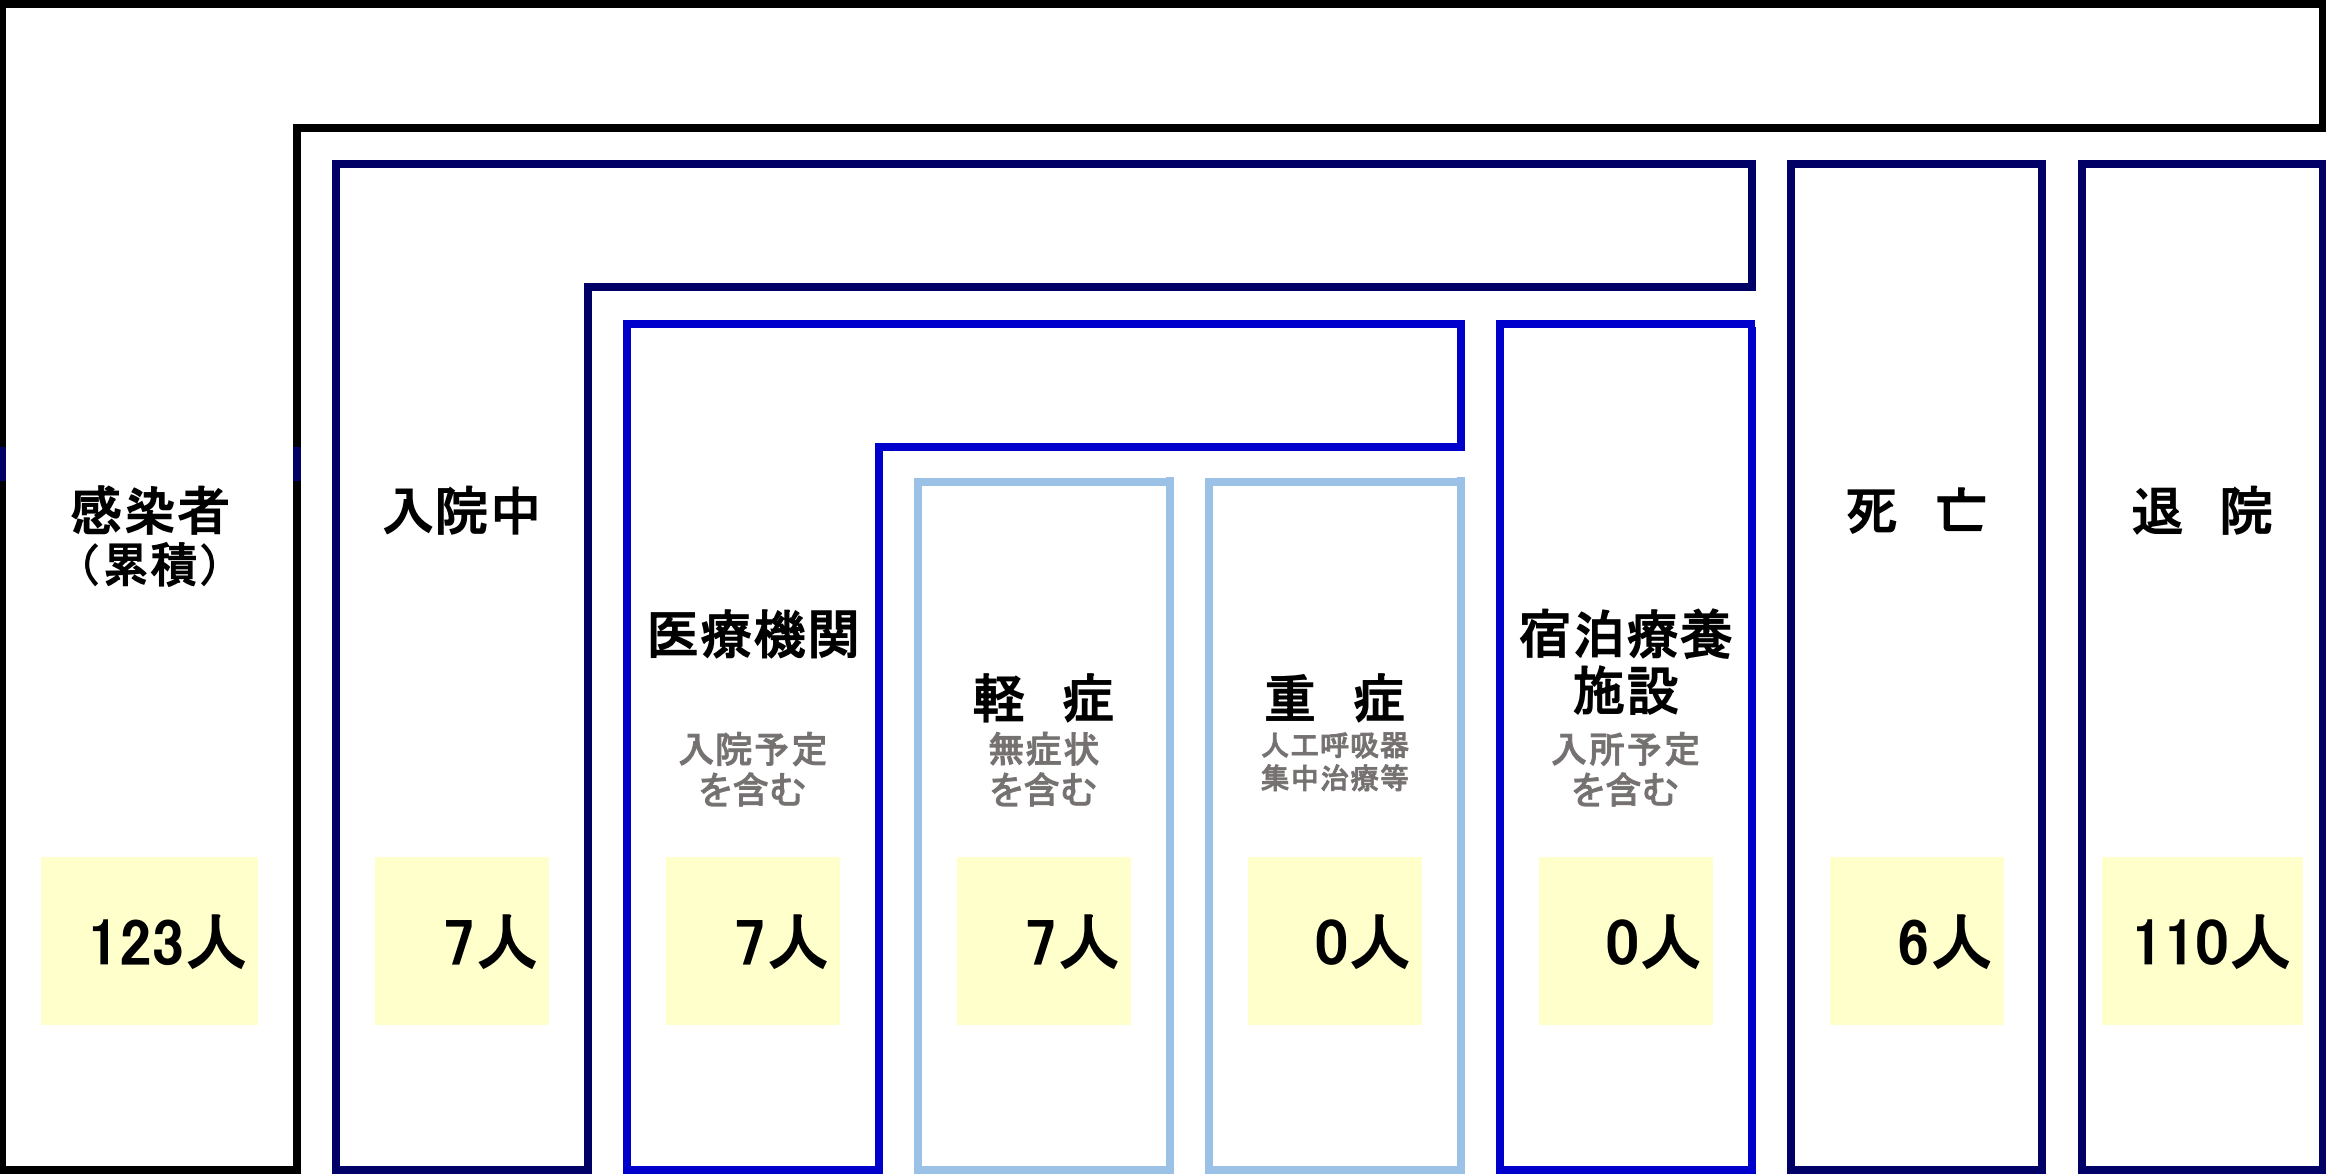 感染者
（累積）
123人
入院中
7人
医療機関
入院予定
を含む
7人
軽　症
無症状
を含む
7人
重　症
人工呼吸器
集中治療等
0人
宿泊療養
施設
入所予定
を含む
0人
死　亡
6人
退　院
110人